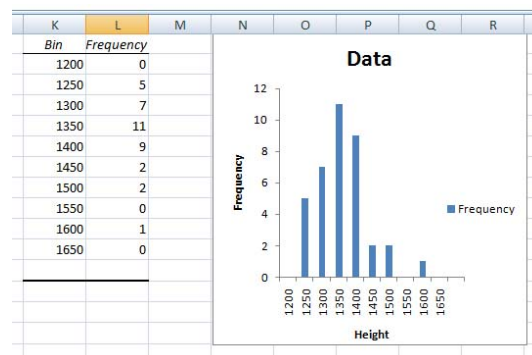 K L M N O P Q R
Bin Frequency
1200 0
1250 5
1300 7
1350 11
1400 9
1450 2
1500 2
1550 0
1600 1
1650 0
Data
12
10
8
6
4
2
0
Frequency
1200 1250 1300 1350 1400 1450 1500 1550 1600 1650
Height
Frequency